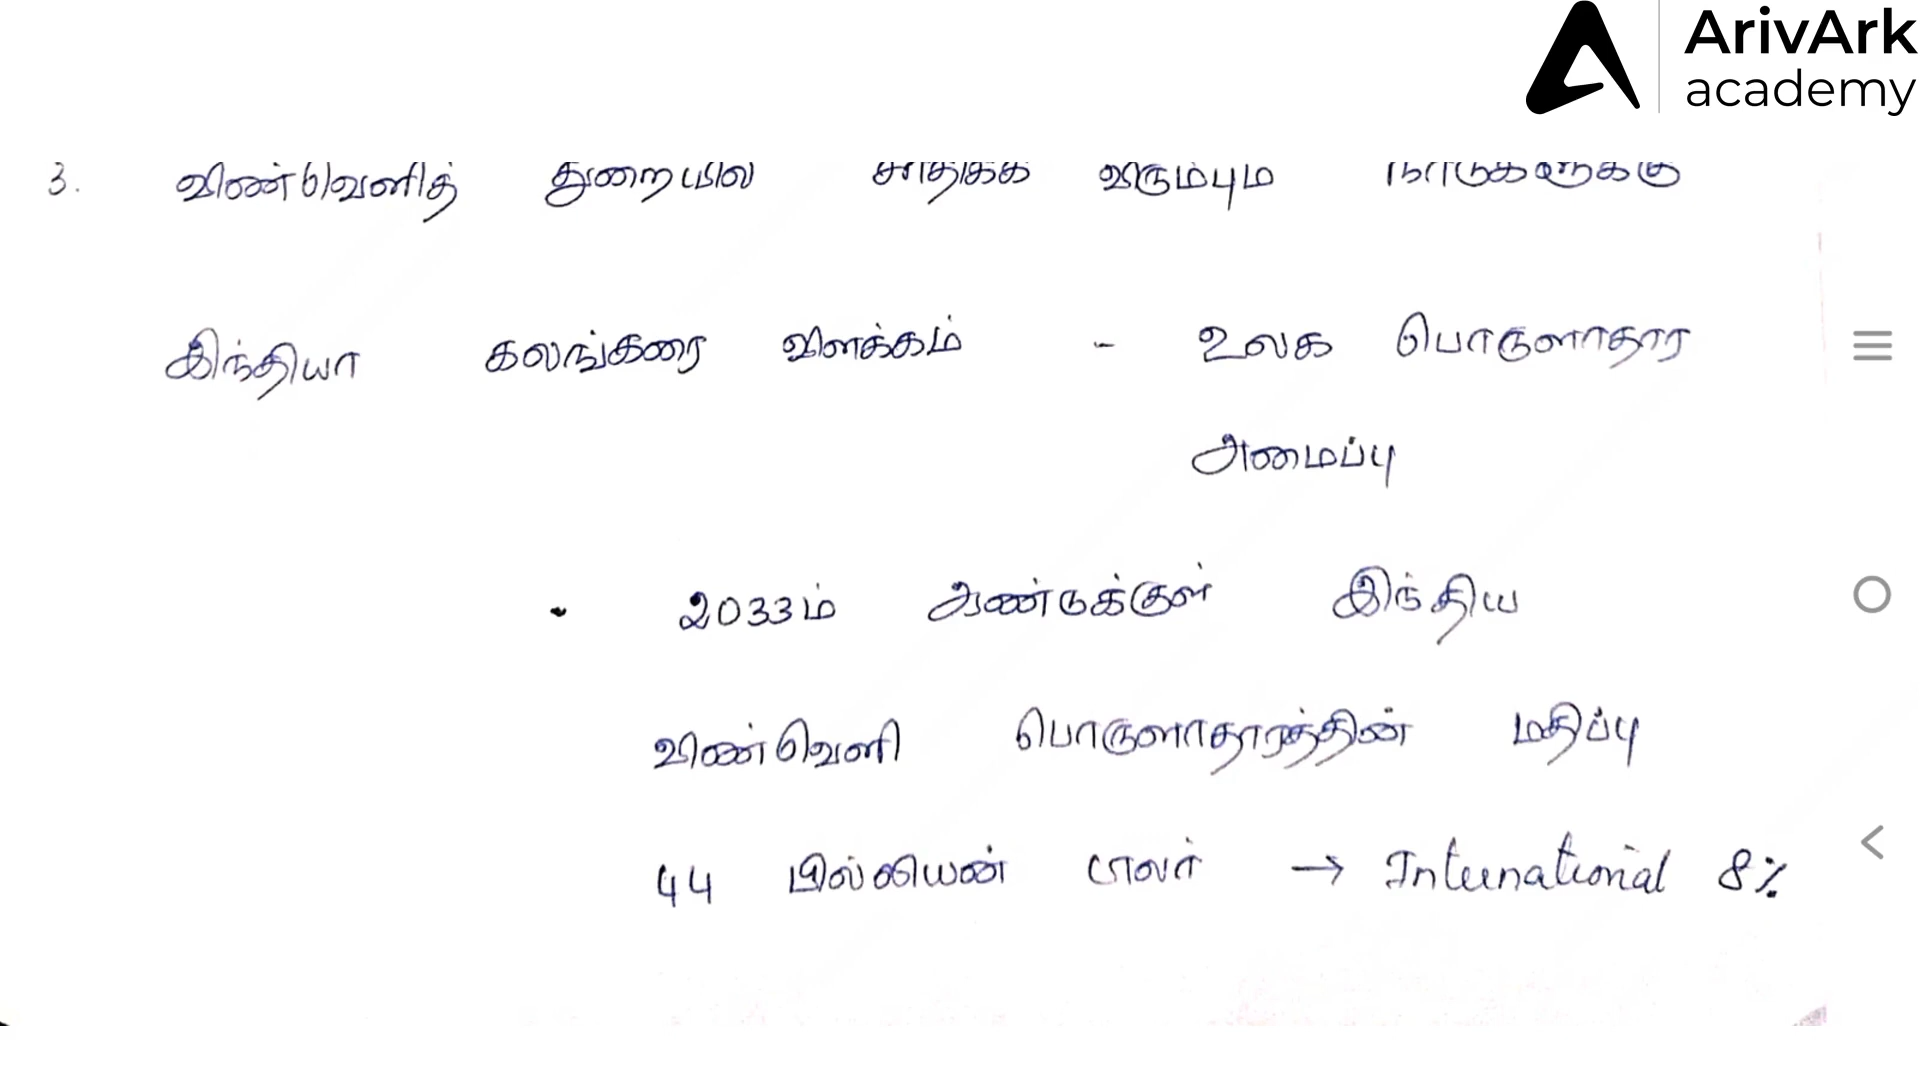 ArivArk
academy
3. விண்வெளித் துறையில் சாதிக்க விரும்பும் நாடுகளுக்கு
இந்தியா கலங்கரை விளக்கம் - உலக பொருளாதார
அமைப்பு
- 2033ம் ஆண்டுக்குள் இந்திய
விண்வெளி பொருளாதாரத்தின் மதிப்பு
44 பில்லியன் டாலர் → International 8%